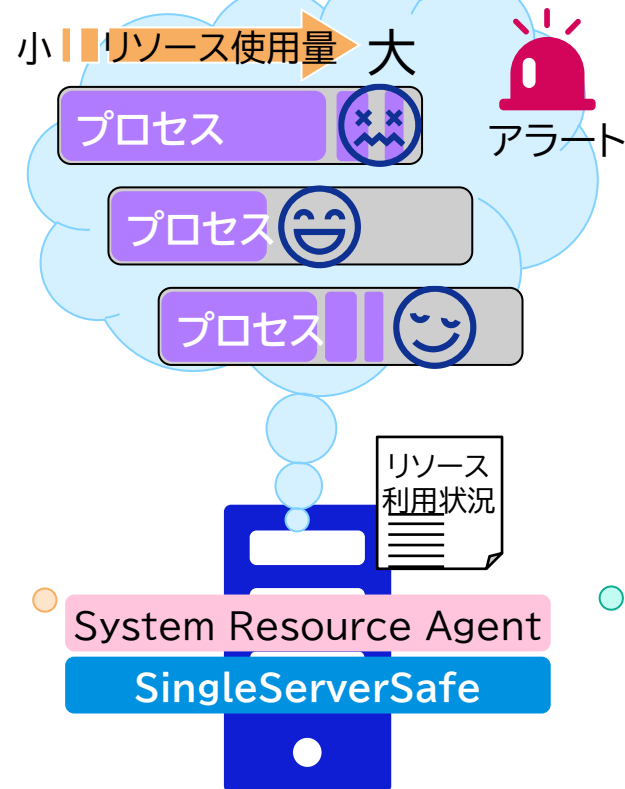 小 リソース使用量 大
アラート
プロセス
プロセス
プロセス
リソース
利用状況
System Resource Agent
SingleServerSafe